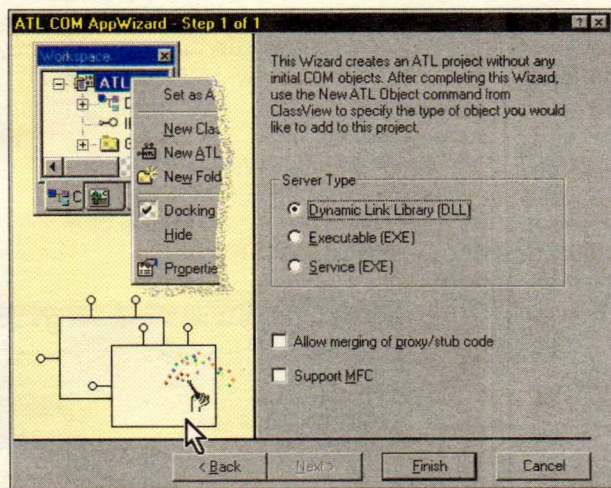 ATL COM AppWizard - Step 1 of 1
Workspace
ATL
Set as A
New Clas
New ATL
New Fold
Docking
Hide
Propertie
C
This Wizard creates an ATL project without any
initial COM objects. After completing this Wizard,
use the New ATL Object command from
ClassView to specify the type of object you would
like to add to this project.
Server Type
Dynamic Link Library (DLL)
Executable (EXE)
Service (EXE)
Allow merging of proxy/stub code
Support MFC
< Back
Next >
Finish
Cancel